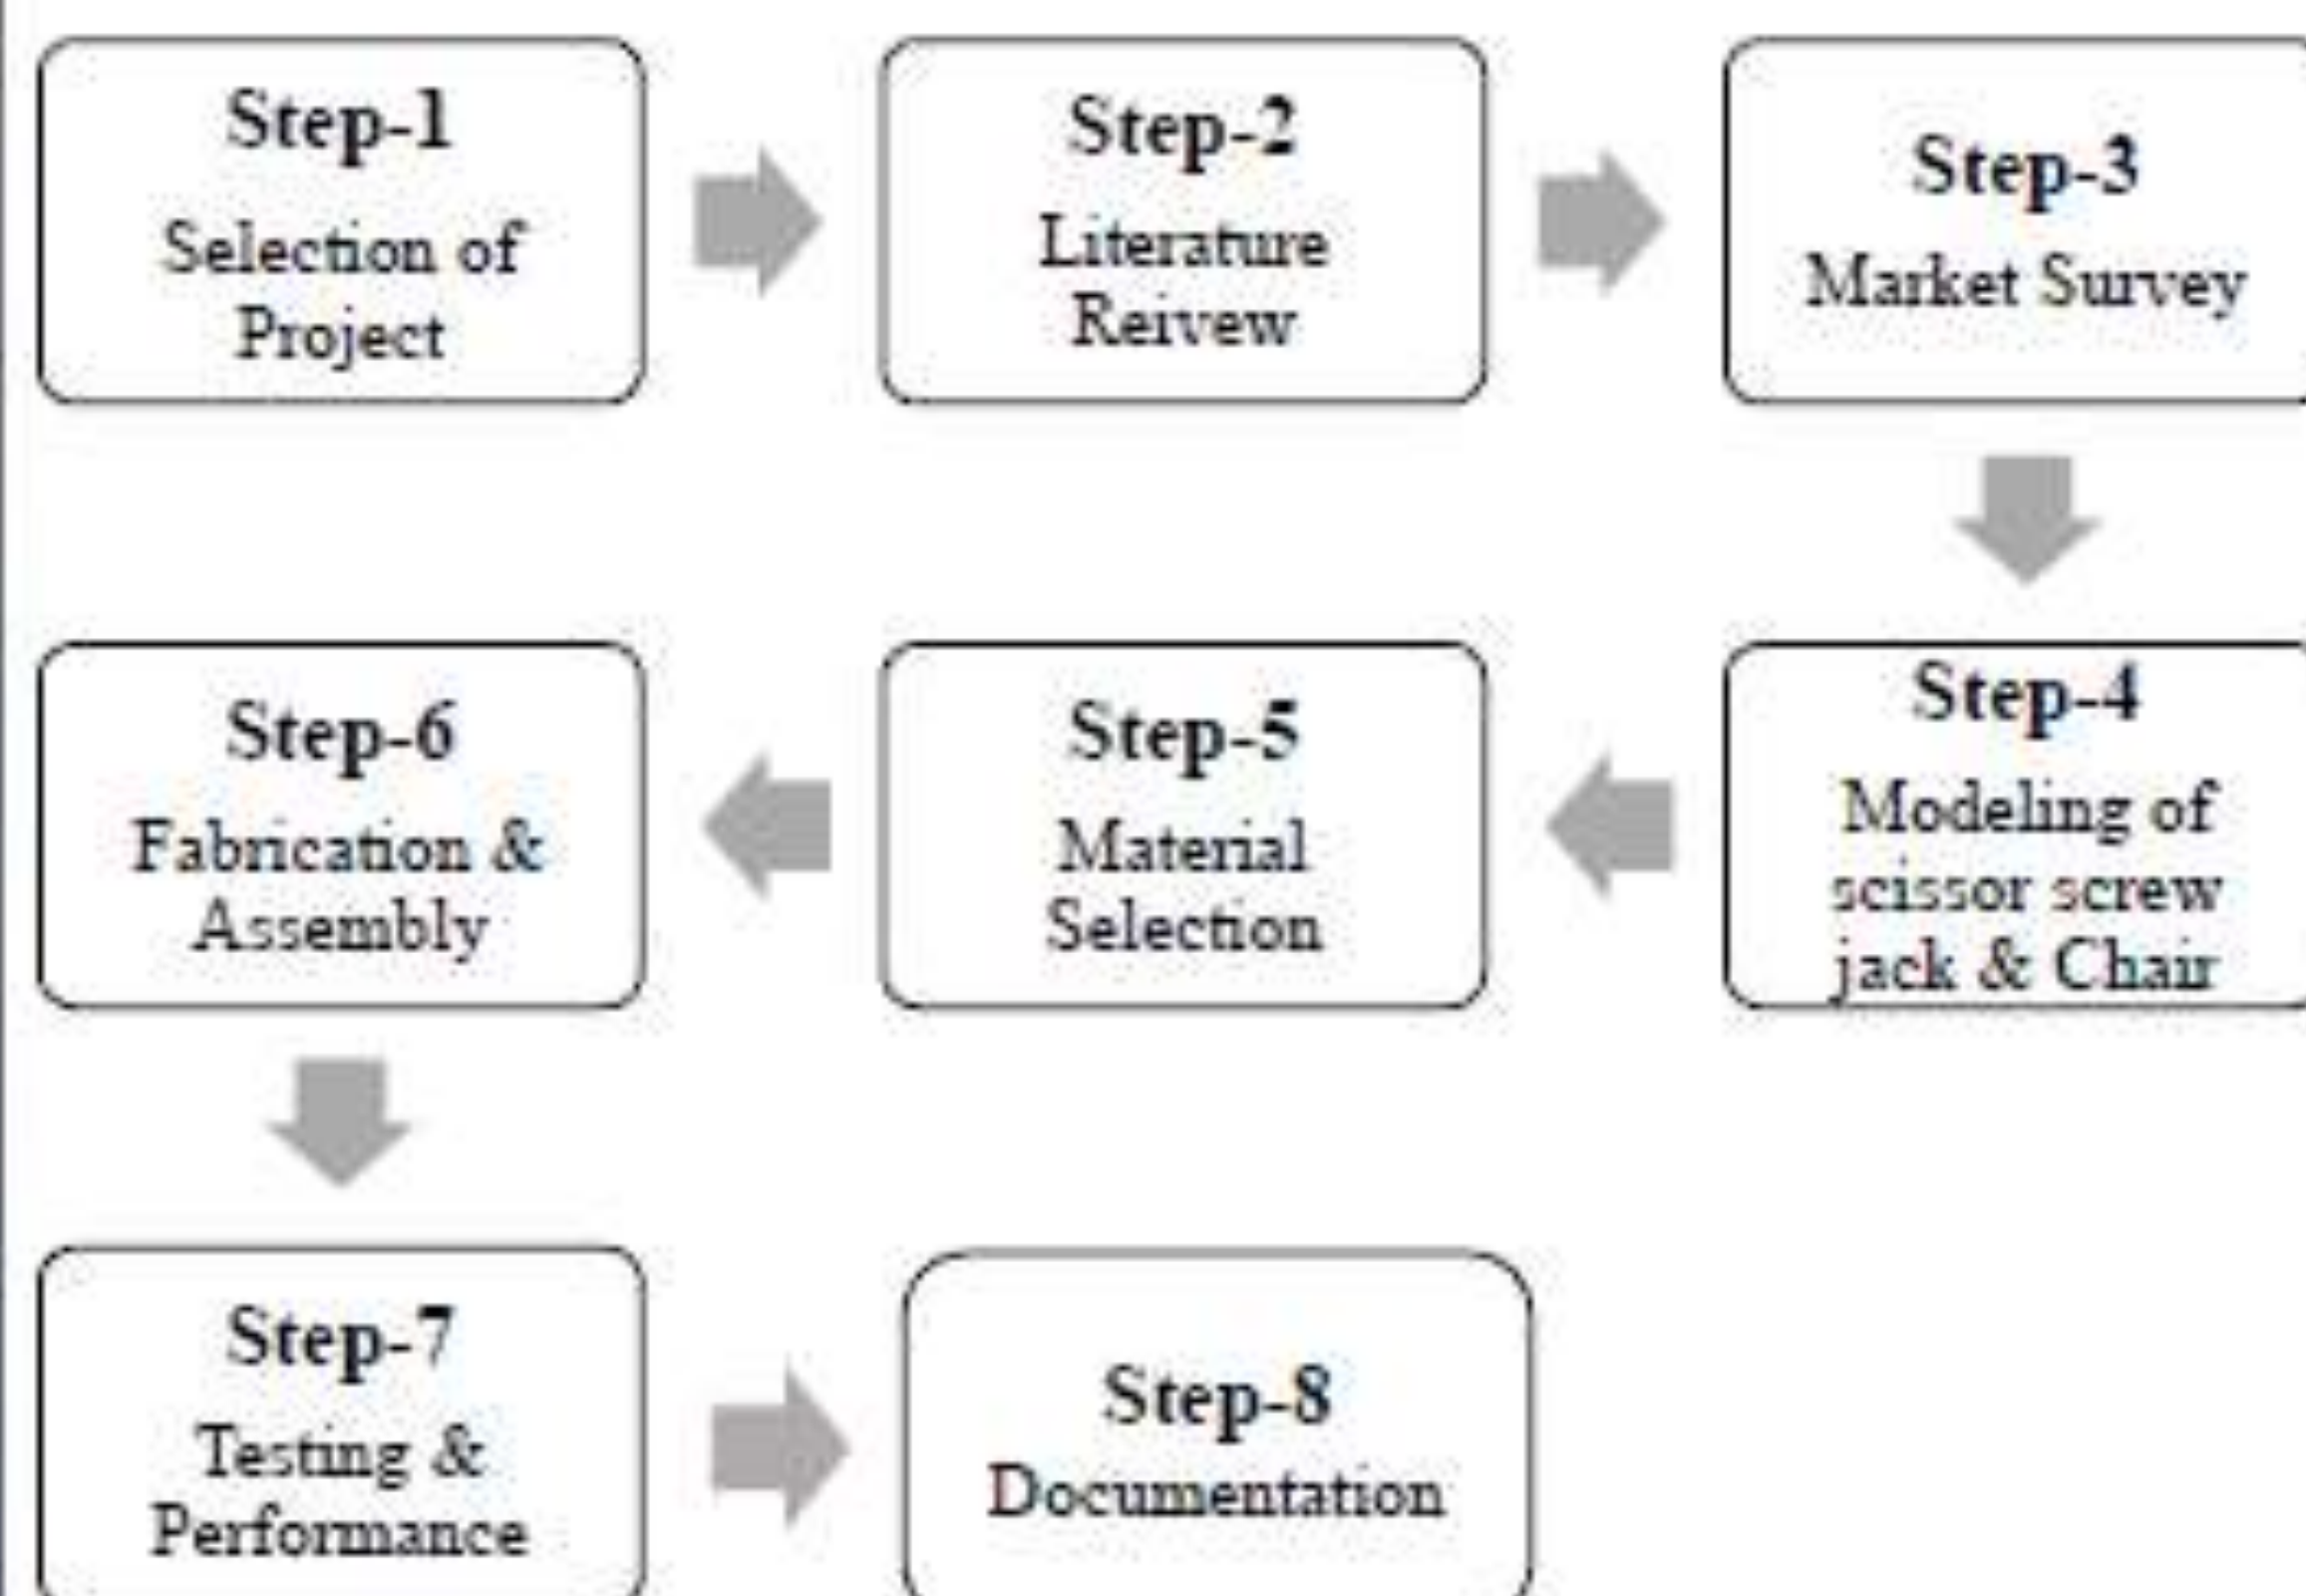 Step-1
Selection of
Project
Step-2
Literature
Reivew
Step-3
Market Survey
Step-4
Modeling of
scissor screw
jack & Chair
Step-5
Material
Selection
Step-6
Fabrication &
Assembly
Step-7
Testing &
Performance
Step-8
Documentation